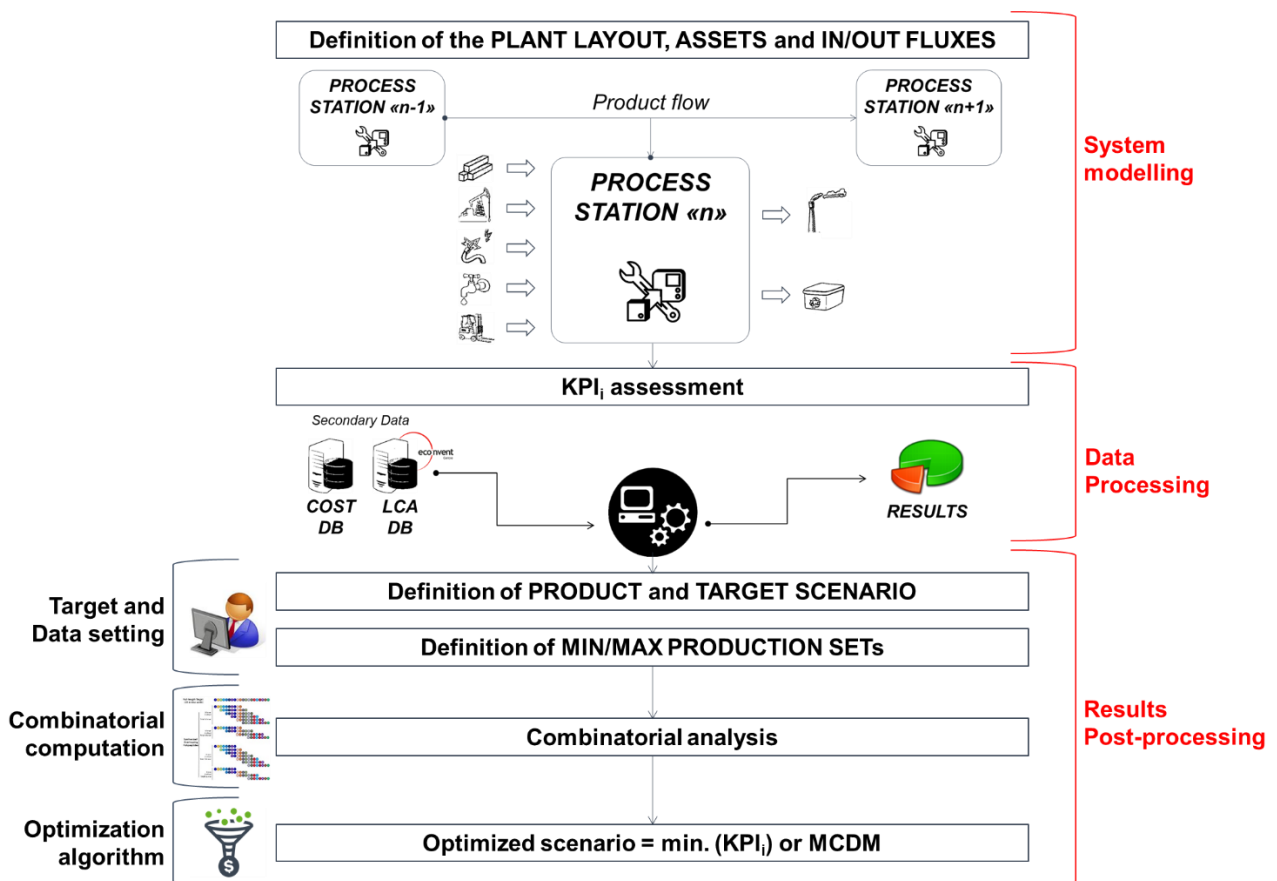 Definition of the PLANT LAYOUT, ASSETS and IN/OUT FLUXES
PROCESS
STATION «n-1»
Product flow
PROCESS
STATION «n+1»
PROCESS
STATION «n»
System
modelling
KPIi assessment
Secondary Data
ecoinvent
COST
DB
LCA
DB
RESULTS
Data
Processing
Target and
Data setting
Definition of PRODUCT and TARGET SCENARIO
Definition of MIN/MAX PRODUCTION SETs
Combinatorial
computation
Combinatorial analysis
Results
Post-processing
Optimization
algorithm
$
Optimized scenario = min. (KPIi) or MCDM